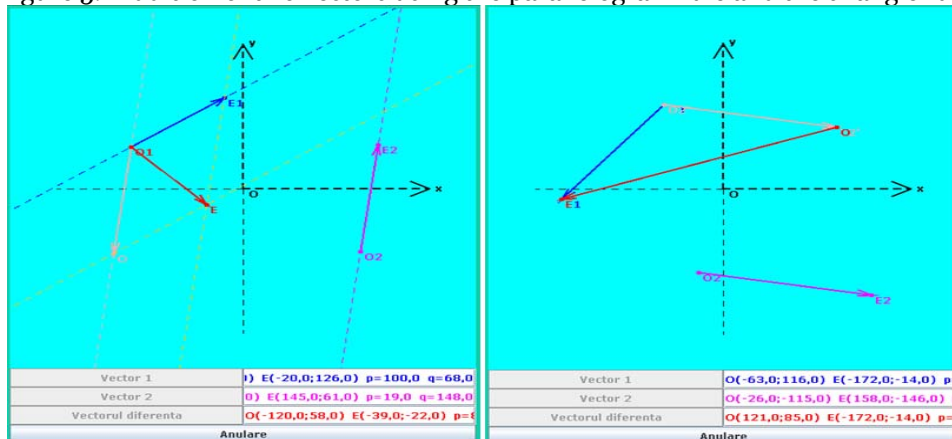 y
E1
O1
E2
O
x
E
O
O2
Vector 1
) E(-20,0;126,0) p=100,0 q=68,0
Vector 2
0) E(145,0;61,0) p=19,0 q=148,0
Vectorul diferenta
O(-120,0;58,0) E(-39,0;-22,0) p=8
Anulare
y
O
O
x
E1
O2
E2
Vector 1
O(-63,0;116,0) E(-172,0;-14,0) p=
Vector 2
O(-26,0;-115,0) E(158,0;-146,0)
Vectorul diferenta
O(121,0;85,0) E(-172,0;-14,0) p=
Anulare